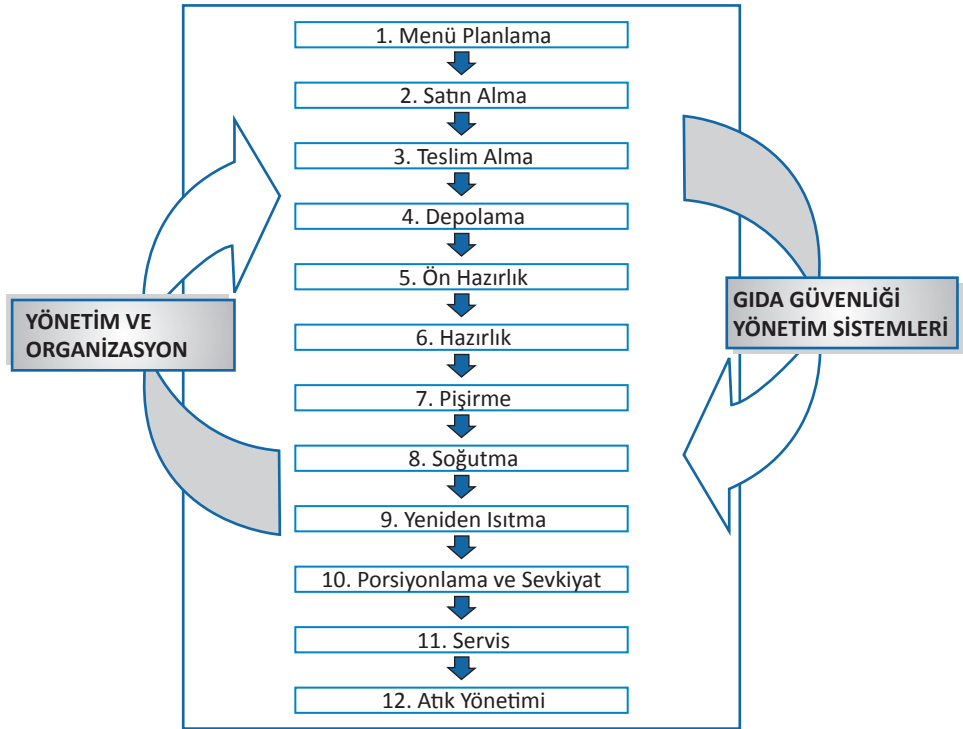 1. Menü Planlama
2. Satın Alma
3. Teslim Alma
4. Depolama
5. Ön Hazırlık
6. Hazırlık
7. Pişirme
8. Soğutma
9. Yeniden Isıtma
10. Porsiyonlama ve Sevkiyat
11. Servis
12. Atık Yönetimi
YÖNETİM VE
ORGANİZASYON
GIDA GÜVENLİĞİ
YÖNETİM SİSTEMLERİ